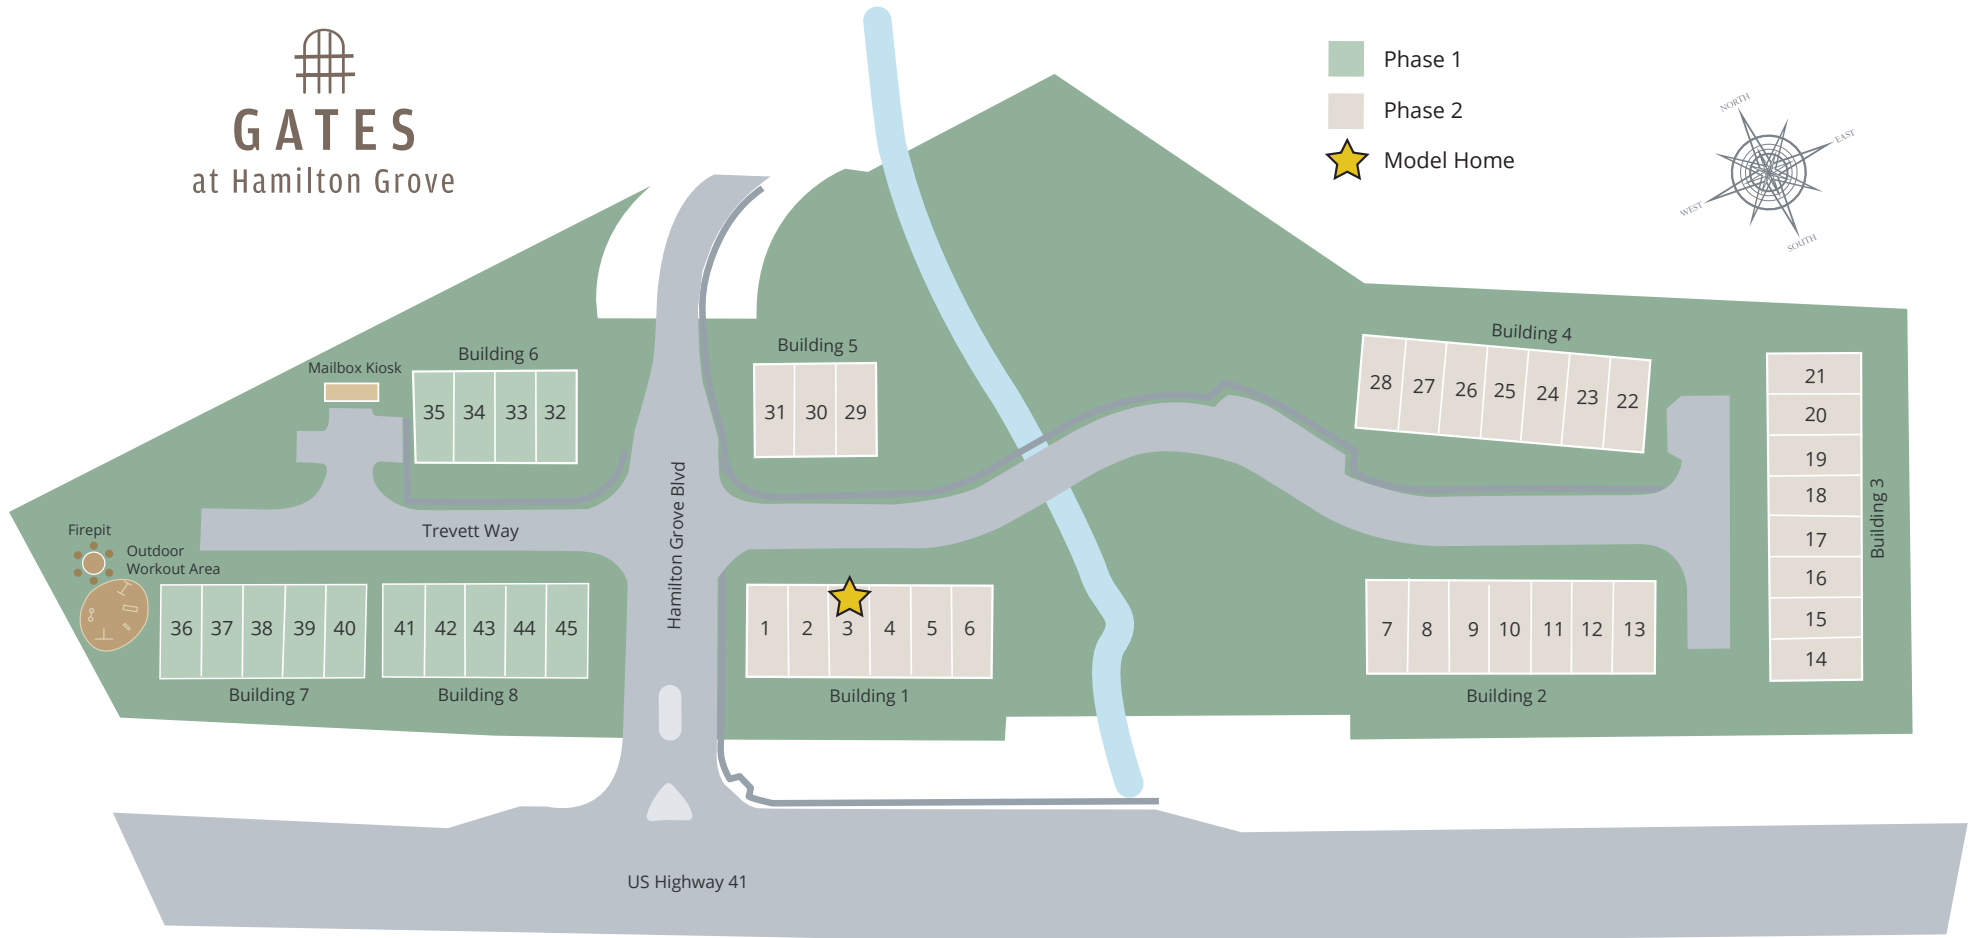 GATES
at Hamilton Grove
Phase 1
Phase 2
Model Home
NORTH
EAST
WEST
SOUTH
Building 6
Mailbox Kiosk
35 34 33 32
Building 5
31 30 29
Building 4
28 27 26 25 24 23 22
21
20
19
18
17
16
15
14
Building 3
Hamilton Grove Blvd
Trevett Way
Firepit
Outdoor
Workout Area
36 37 38 39 40
Building 7
41 42 43 44 45
Building 8
1 2 3 4 5 6
Building 1
7 8 9 10 11 12 13
Building 2
US Highway 41